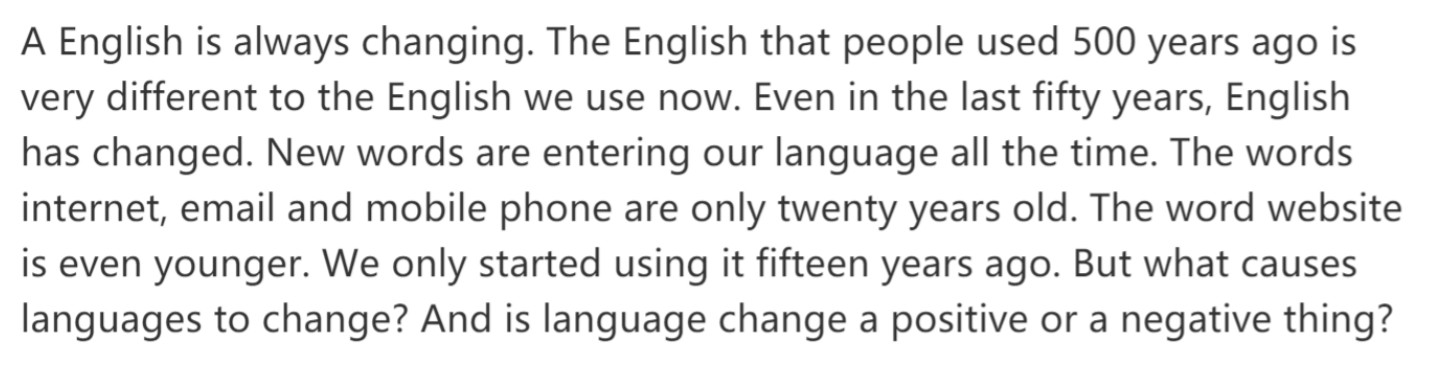 A English is always changing. The English that people used 500 years ago is
very different to the English we use now. Even in the last fifty years, English
has changed. New words are entering our language all the time. The words
internet, email and mobile phone are only twenty years old. The word website
is even younger. We only started using it fifteen years ago. But what causes
languages to change? And is language change a positive or a negative thing?